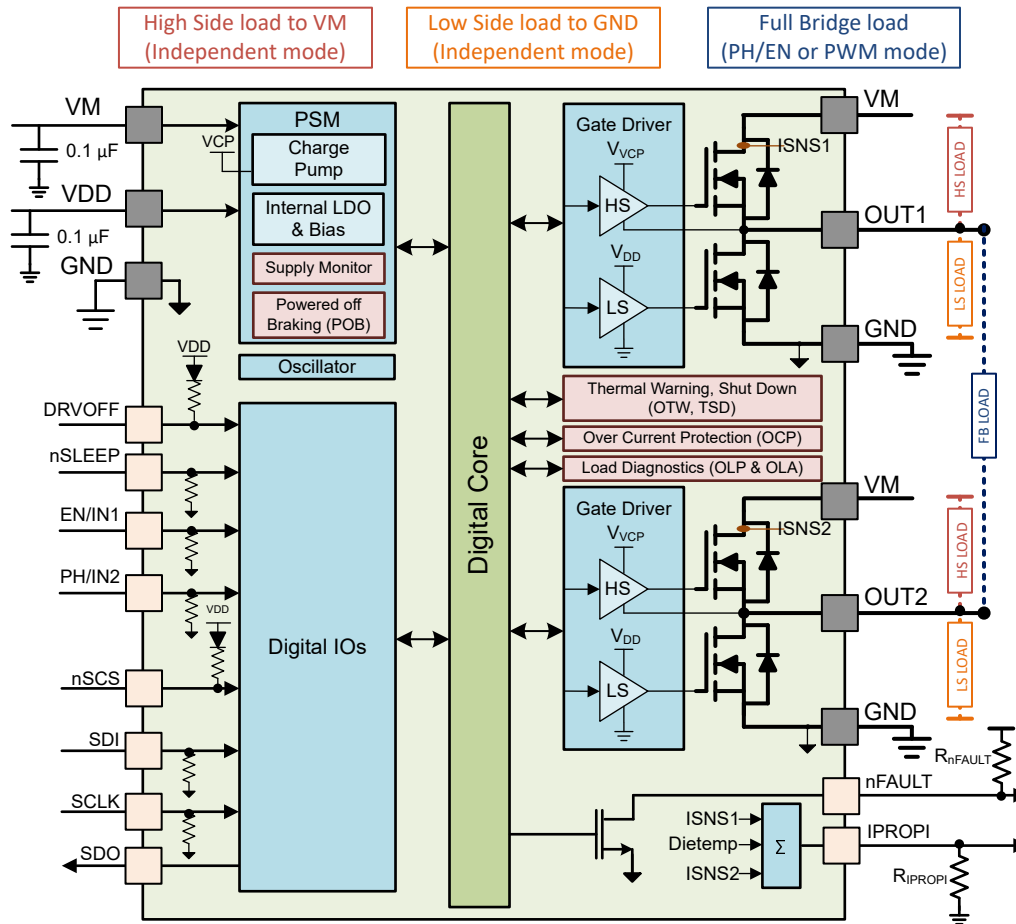 High Side load to VM
(Independent mode)
Low Side load to GND
(Independent mode)
Full Bridge load
(PH/EN or PWM mode)
VM
0.1 µF
VDD
0.1 µF
GND
PSM
VCP
Charge
Pump
Internal LDO
& Bias
Supply Monitor
Powered off
Braking (POB)
Oscillator
VDD
DRVOFF
nSLEEP
EN/IN1
PH/IN2
VDD
nSCS
SDI
SCLK
SDO
Digital IOs
Digital Core
Gate Driver
VVCP
HS
VDD
LS
ISNS1
VM
OUT1
GND
HS LOAD
LS LOAD
FB LOAD
Thermal Warning, Shut Down
(OTW, TSD)
Over Current Protection (OCP)
Load Diagnostics (OLP & OLA)
Gate Driver
VVCP
HS
VDD
LS
ISNS2
VM
OUT2
GND
HS LOAD
LS LOAD
RnFAULT
nFAULT
ISNS1
Dietemp
ISNS2
Σ
IPROPI
RIPROPI